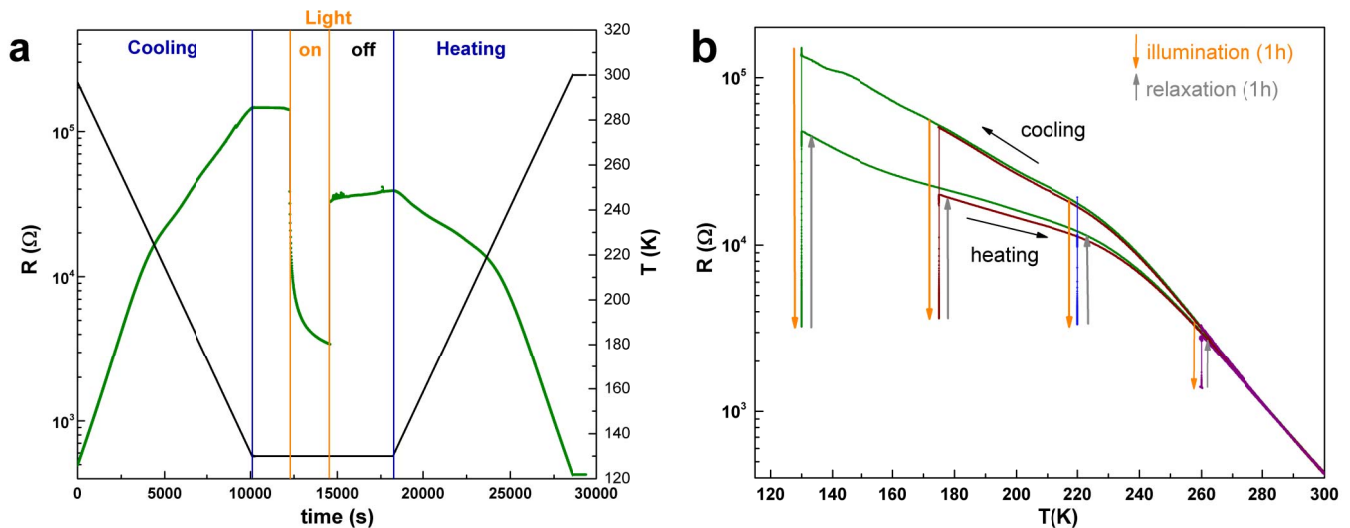 a
Light
Cooling
on
off
Heating
R (Ω)
10⁵
10⁴
10³
T (K)
320
300
280
260
240
220
200
180
160
140
120
0
5000
10000
15000
20000
25000
30000
time (s)
b
illumination (1h)
relaxation (1h)
cooling
heating
R (Ω)
10⁵
10⁴
10³
120
140
160
180
200
220
240
260
280
300
T(K)